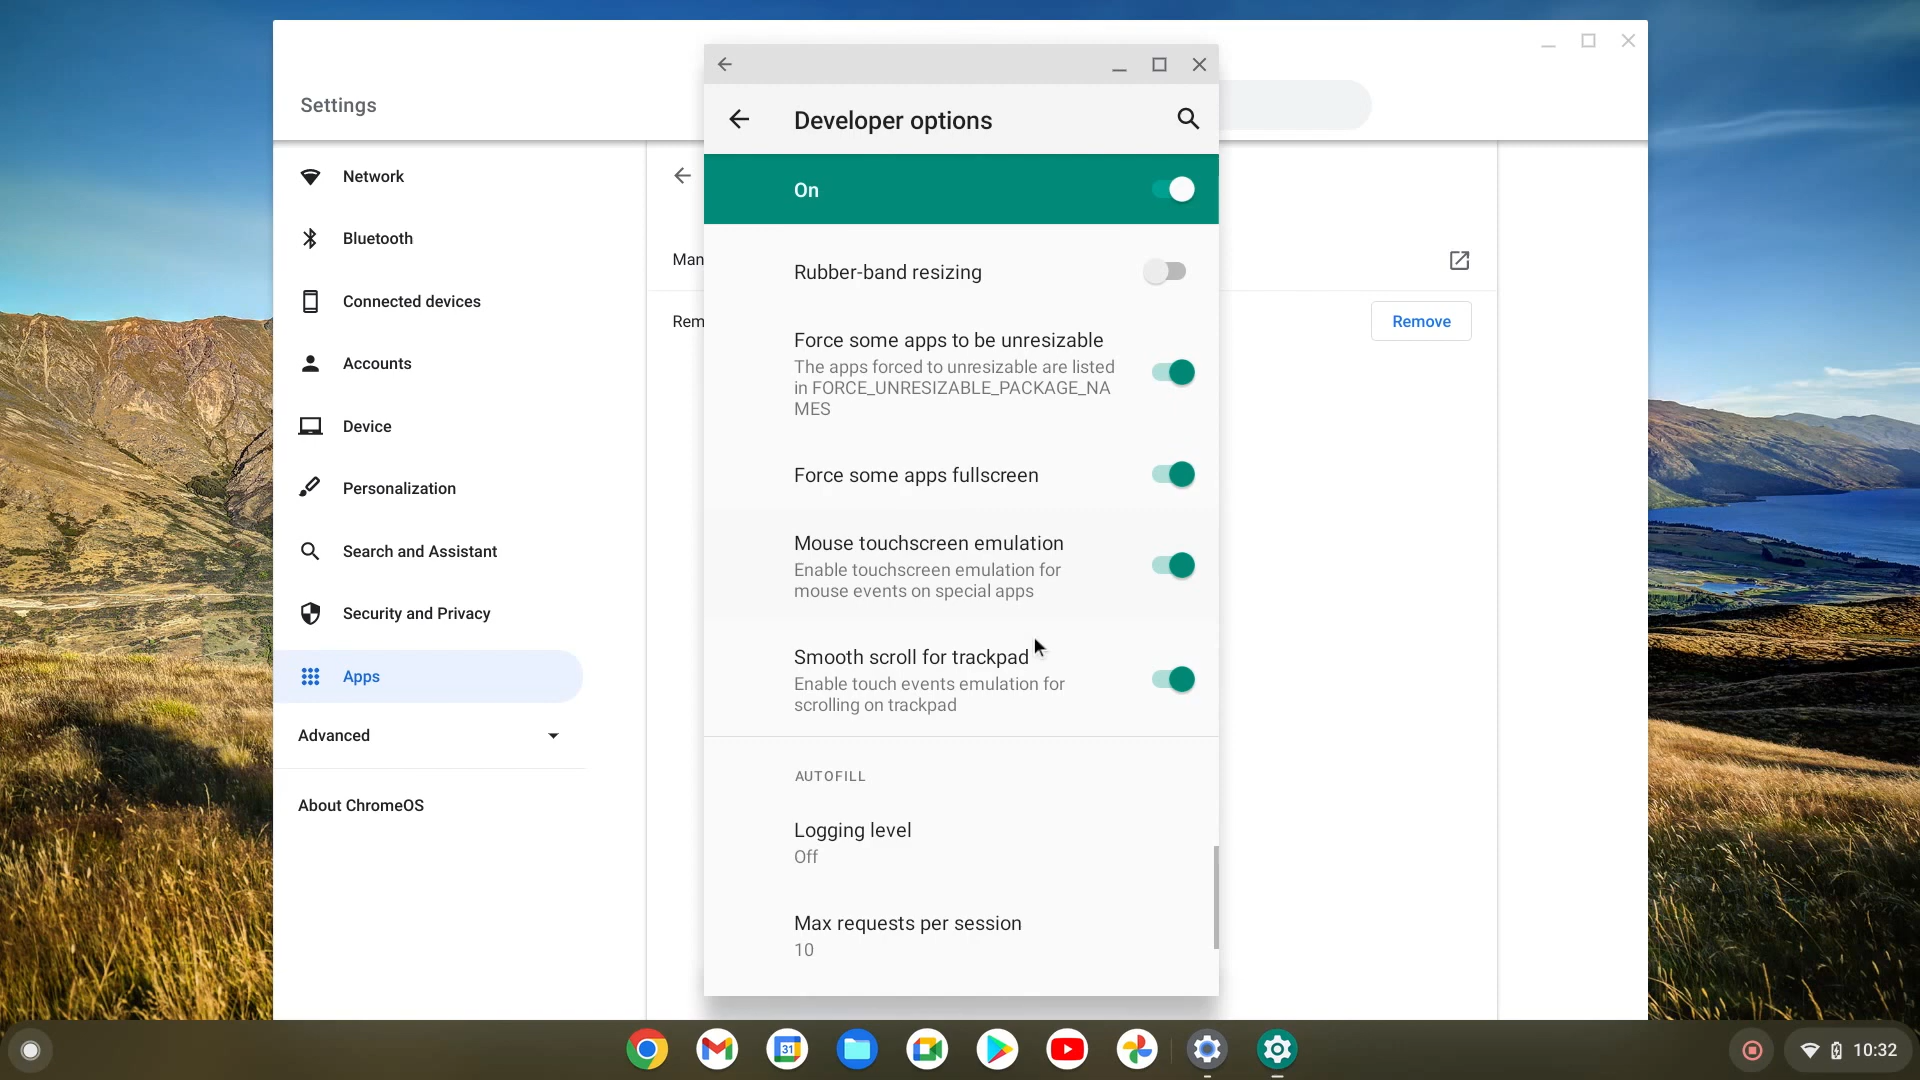 Settings
Network
Bluetooth
Connected devices
Accounts
Device
Personalization
Search and Assistant
Security and Privacy
Apps
Advanced
About ChromeOS
Man
Rem
Remove
Developer options
On
Rubber-band resizing
Force some apps to be unresizable
The apps forced to unresizable are listed
in FORCE_UNRESIZABLE_PACKAGE_NA
MES
Force some apps fullscreen
Mouse touchscreen emulation
Enable touchscreen emulation for
mouse events on special apps
Smooth scroll for trackpad
Enable touch events emulation for
scrolling on trackpad
AUTOFILL
Logging level
Off
Max requests per session
10
31
10:32